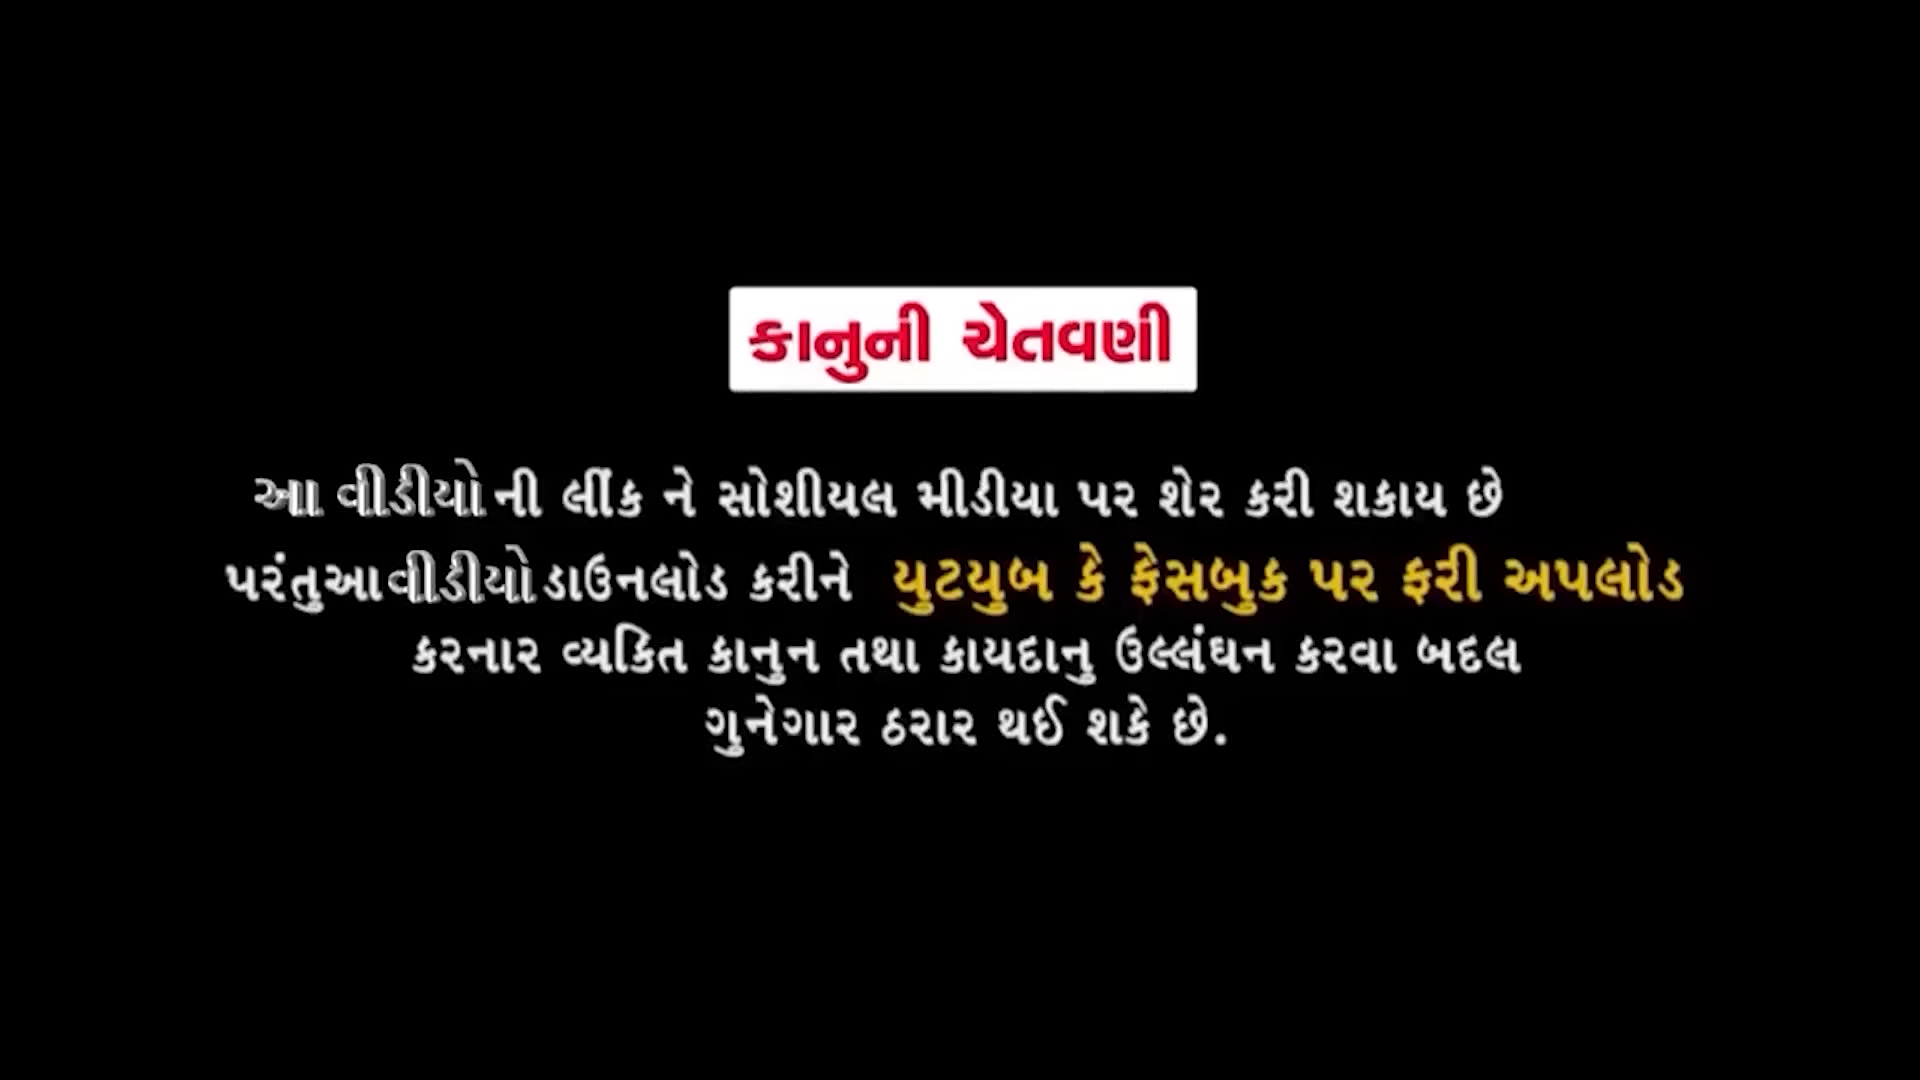 કાનુની ચેતવણી
આ વીડીયો ની લીંક ને સોશીયલ મીડીયા પર શેર કરી શકાય છે
પરંતુ આ વીડીયો ડાઉનલોડ કરીને યુટયુબ કે ફેસબુક પર ફરી અપલોડ
કરનાર વ્યકિત કાનુન તથા કાયદાનુ ઉલ્લંઘન કરવા બદલ
ગુનેગાર ઠરાર થઈ શકે છે.